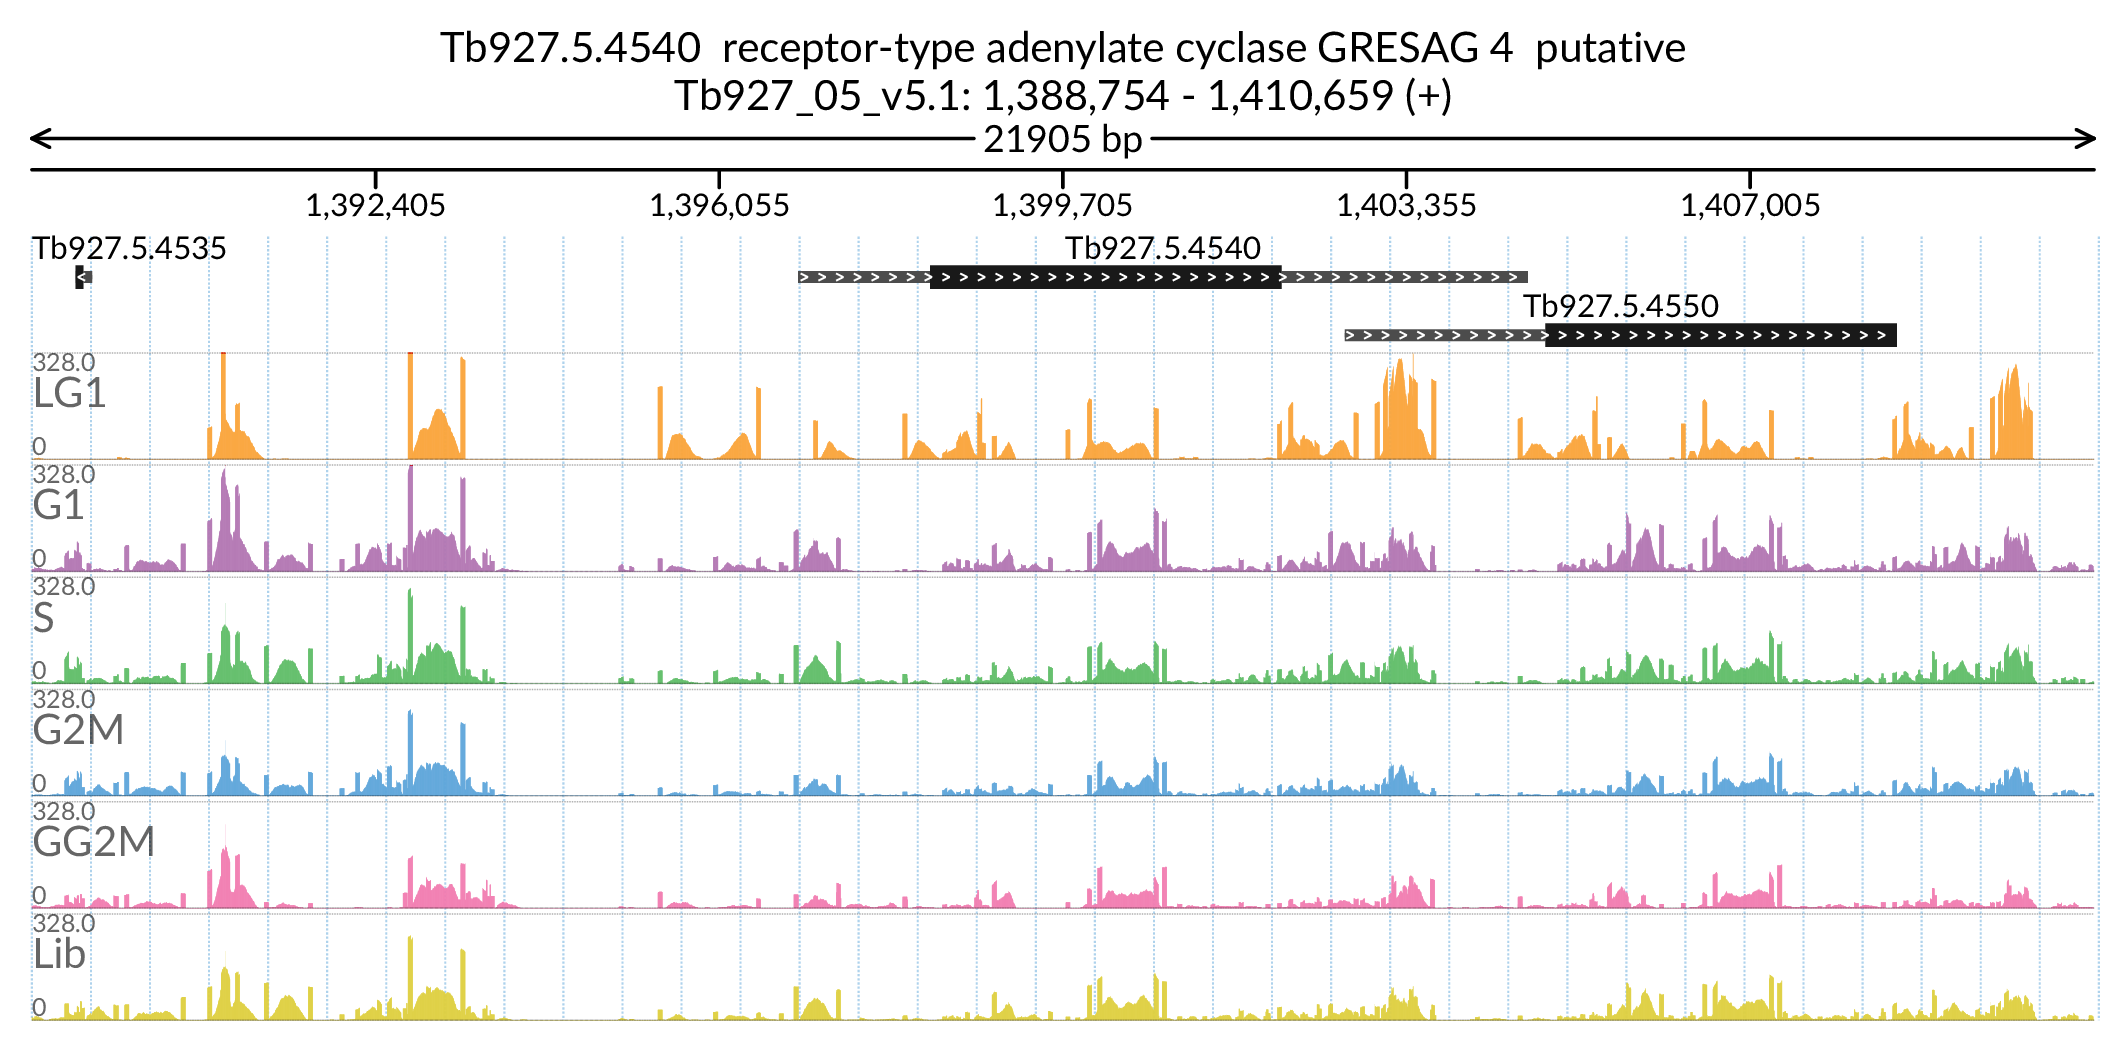 Tb927.5.4540 receptor-type adenylate cyclase GRESAG 4 putative
Tb927_05_v5.1: 1,388,754 - 1,410,659 (+)
21905 bp
1,392,405 1,396,055 1,399,705 1,403,355 1,407,005
Tb927.5.4535 Tb927.5.4540
Tb927.5.4550
328.0
LG1
0
328.0
G1
0
328.0
S
0
328.0
G2M
0
328.0
GG2M
0
328.0
Lib
0